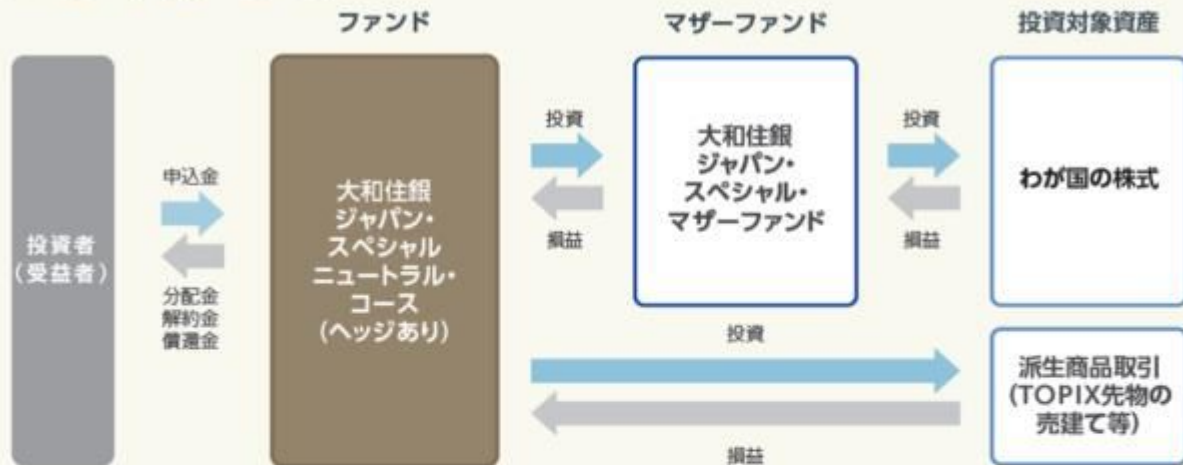 ファンド
マザーファンド
投資対象資産
投資者
(受益者)
申込金
分配金
解約金
償還金
大和住銀
ジャパン・
スペシャル
ニュートラル・
コース
(ヘッジあり)
投資
損益
大和住銀
ジャパン・
スペシャル・
マザーファンド
投資
損益
わが国の株式
投資
損益
派生商品取引
(TOPIX先物の
売建て等)